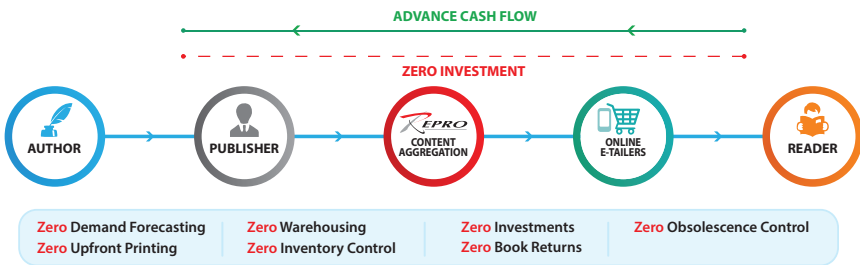 ADVANCE CASH FLOW
ZERO INVESTMENT
AUTHOR
PUBLISHER
REPRO
CONTENT
AGGREGATION
ONLINE
E-TAILERS
READER
Zero Demand Forecasting
Zero Upfront Printing
Zero Warehousing
Zero Inventory Control
Zero Investments
Zero Book Returns
Zero Obsolescence Control